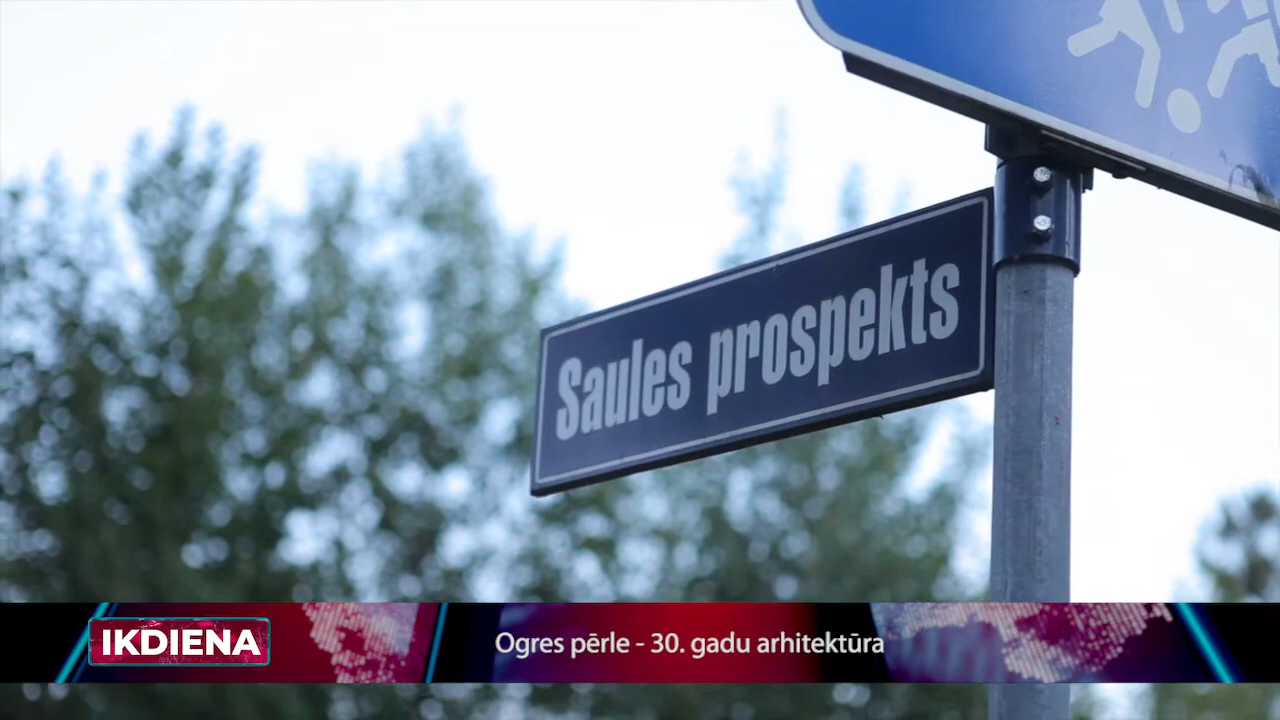 Saules prospekts
IKDIENA
Ogres pērle - 30. gadu arhitektūra